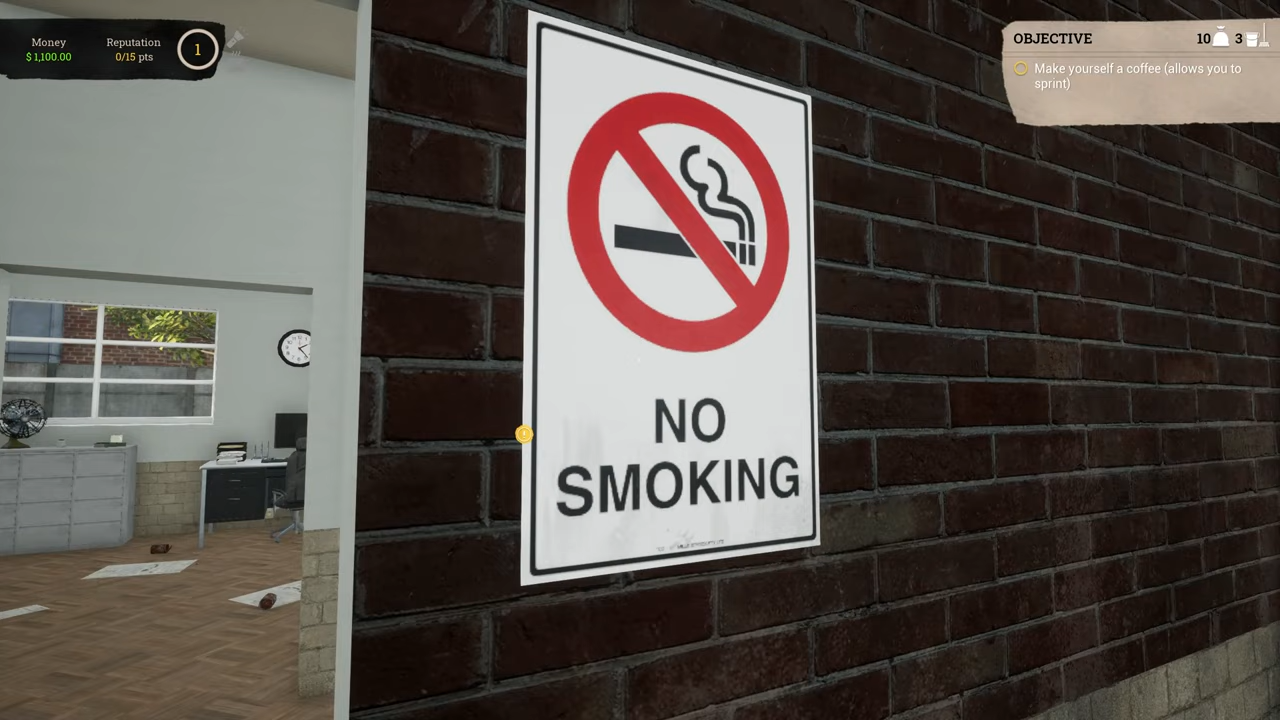 Money
$ 1,100.00
Reputation
0/15 pts
1
OBJECTIVE
10 3
Make yourself a coffee (allows you to
sprint)
NO
SMOKING